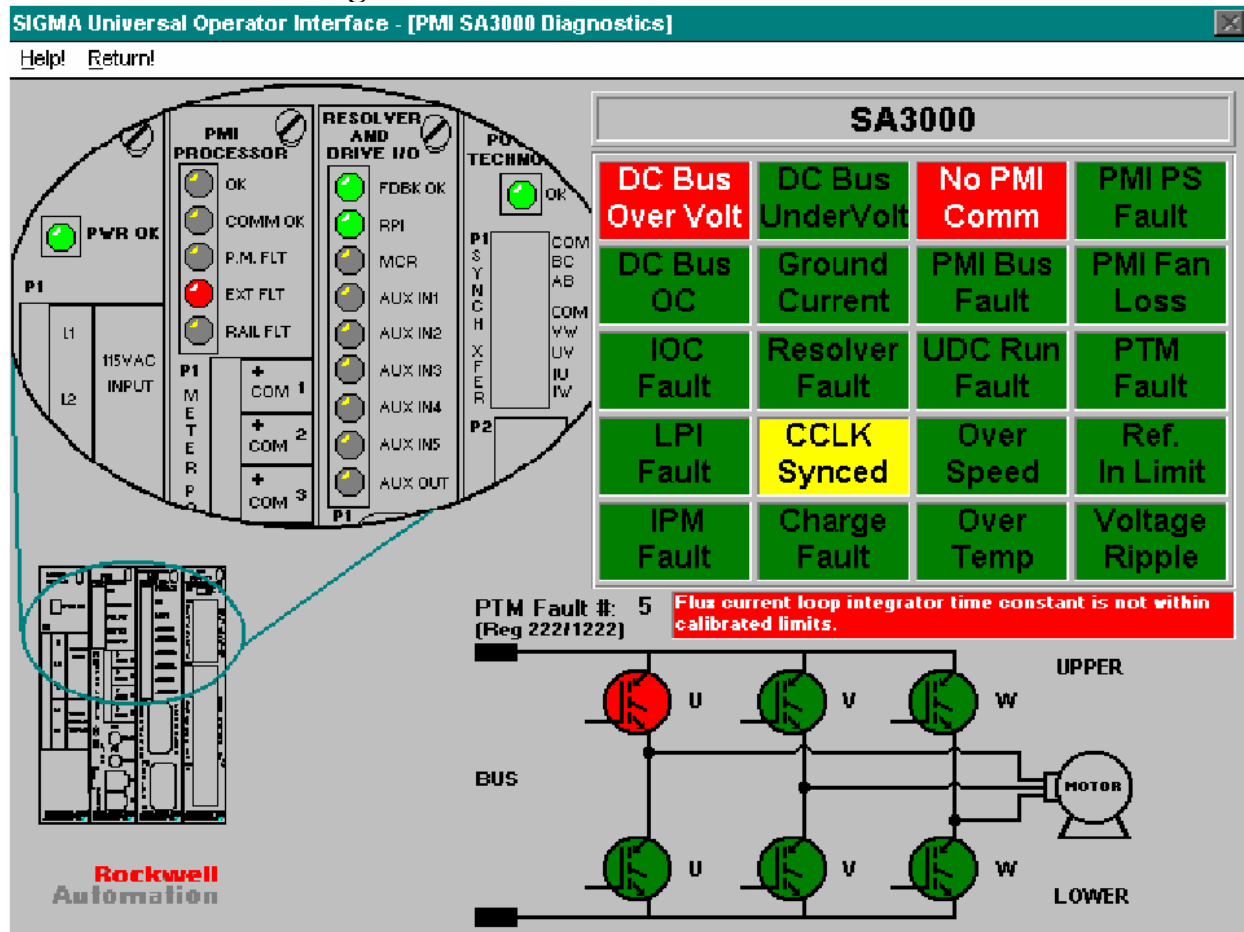 SIGMA Universal Operator Interface - [PMI SA3000 Diagnostics]
Help! Return!
PMI
PROCESSOR
OK
COMM OK
P.M. FLT
EXT FLT
RAIL FLT
RESOLVER
AND
DRIVE I/O
FDBK OK
RPI
MCR
AUX IN1
AUX IN2
AUX IN3
AUX IN4
AUX IN5
AUX OUT
P1
PO
TECHNO
OK
PWR OK
P1
L1
L2
115VAC
INPUT
P1
METER PO
+
COM 1
+
COM 2
+
COM 3
P1
SYNCH XFER
COM
BC
AB
COM
VW
UV
IU
IW
P2
SA3000
DC Bus Over Volt
DC Bus UnderVolt
No PMI Comm
PMI PS Fault
DC Bus OC
Ground Current
PMI Bus Fault
PMI Fan Loss
IOC Fault
Resolver Fault
UDC Run Fault
PTM Fault
LPI Fault
CCLK Synced
Over Speed
Ref. In Limit
IPM Fault
Charge Fault
Over Temp
Voltage Ripple
PTM Fault #: 5
(Reg 222/1222)
Flux current loop integrator time constant is not within
calibrated limits.
UPPER
U V W
BUS
MOTOR
U V W
LOWER
Rockwell
Automation